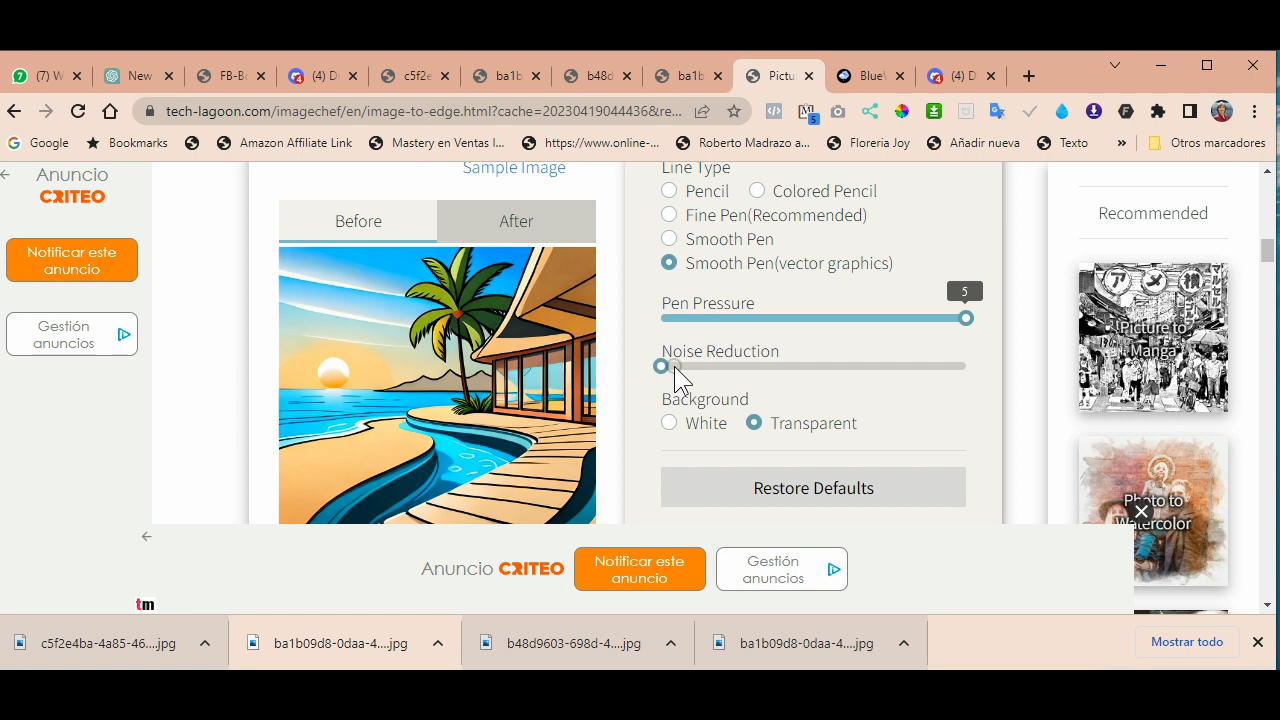 (7) W
New
FB-B
(4) D
c5f2e
ba1b
b48d
ba1b
Pictu
Blue
(4) D
tech-lagoon.com/imagechef/en/image-to-edge.html?cache=20230419044436&re...
5
Google
Bookmarks
Amazon Affiliate Link
Mastery en Ventas I...
https://www.online-...
Roberto Madrazo a...
Floreria Joy
Añadir nueva
Texto
»
Otros marcadores
Anuncio
CRITEO
Notificar este
anuncio
Gestión
anuncios
Sample Image
Before
After
Line Type
Pencil
Colored Pencil
Fine Pen(Recommended)
Smooth Pen
Smooth Pen(vector graphics)
Pen Pressure
5
Noise Reduction
Background
White
Transparent
Restore Defaults
Recommended
アメ横
Picture to
Manga
Photo to
Watercolor
Anuncio CRITEO
Notificar este
anuncio
Gestión
anuncios
tm
c5f2e4ba-4a85-46....jpg
ba1b09d8-0daa-4....jpg
b48d9603-698d-4....jpg
ba1b09d8-0daa-4....jpg
Mostrar todo